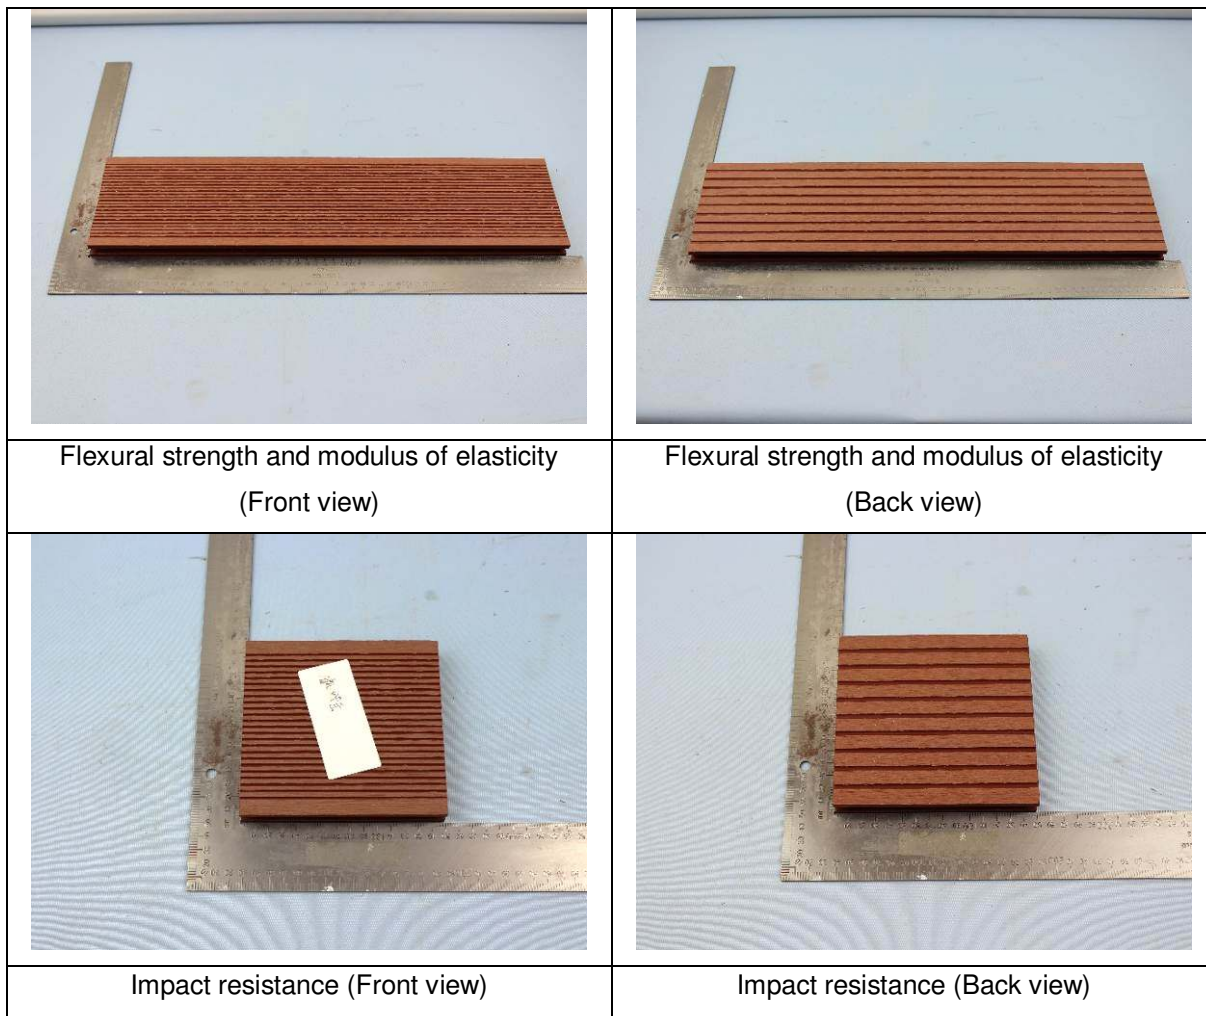 Flexural strength and modulus of elasticity
(Front view)
Flexural strength and modulus of elasticity
(Back view)
Impact resistance (Front view)
Impact resistance (Back view)